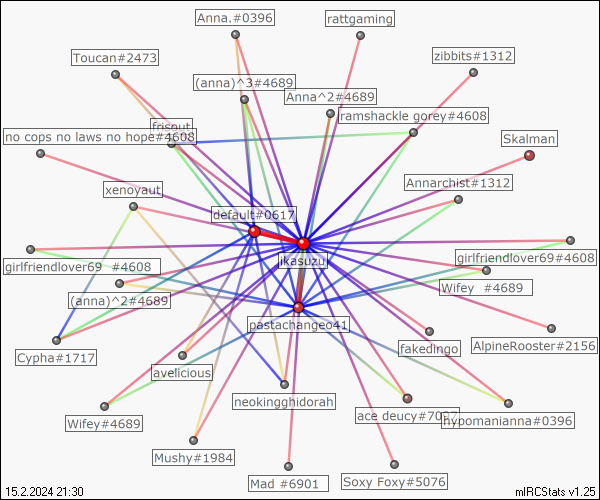 Anna.#0396
rattgaming
Toucan#2473
zibbits#1312
(anna)^3#4689
Anna^2#4689
ramshackle gorey#4608
frisout
no cops no laws no hope#4608
Skalman
xenoyaut
Annarchist#1312
default#0617
ikasuzu
girlfriendlover69 #4608
girlfriendlover69#4608
(anna)^2#4689
Wifey #4689
pastachangeo41
Cypha#1717
fakedingo
AlpineRooster#2156
avelicious
neokingghidorah
ace deucy#7097
hypomanianna#0396
Wifey#4689
Mushy#1984
Mad #6901
Soxy Foxy#5076
15.2.2024 21:30
mIRCStats v1.25